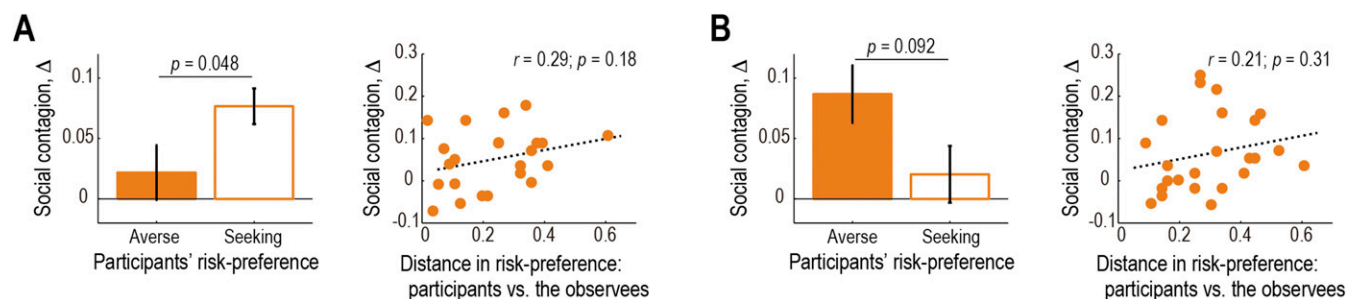 A
Social contagion, Δ
0.1
0.05
0
p = 0.048
Averse
Seeking
Participants' risk-preference
Social contagion, Δ
0.3
0.2
0.1
0
-0.1
r = 0.29; p = 0.18
0
0.2
0.4
0.6
Distance in risk-preference:
participants vs. the observees
B
Social contagion, Δ
0.1
0.05
0
p = 0.092
Averse
Seeking
Participants' risk-preference
Social contagion, Δ
0.3
0.2
0.1
0
-0.1
r = 0.21; p = 0.31
0
0.2
0.4
0.6
Distance in risk-preference:
participants vs. the observees